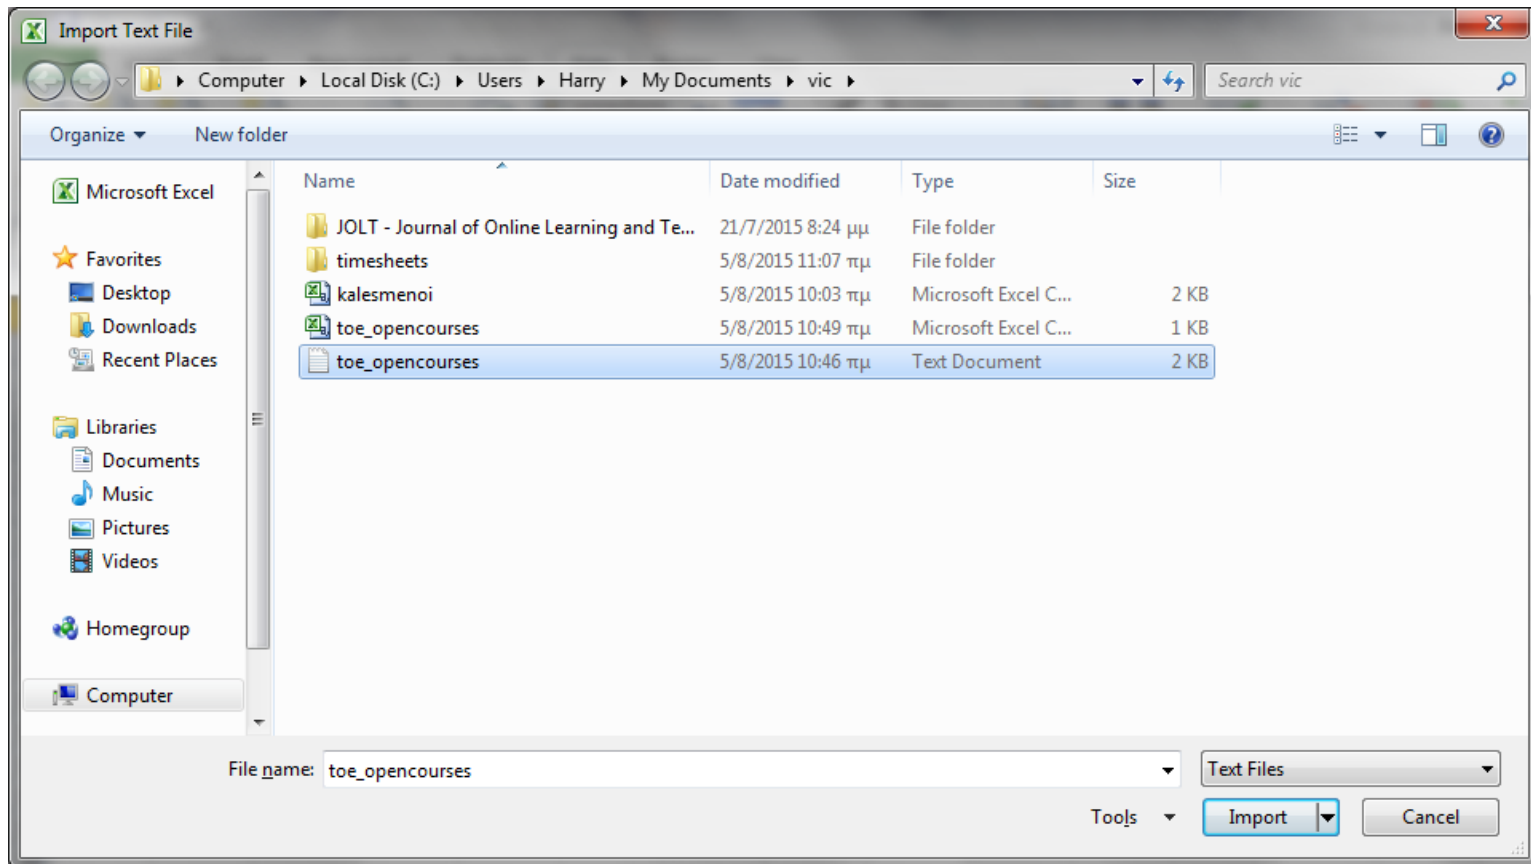 Import Text File
Computer Local Disk (C:) Users Harry My Documents vic
Search vic
Organize New folder
Microsoft Excel
Favorites
Desktop
Downloads
Recent Places
Libraries
Documents
Music
Pictures
Videos
Homegroup
Computer
Name Date modified Type Size
JOLT - Journal of Online Learning and Te... 21/7/2015 8:24 μμ File folder
timesheets 5/8/2015 11:07 πμ File folder
kalesmenoi 5/8/2015 10:03 πμ Microsoft Excel C... 2 KB
toe_opencourses 5/8/2015 10:49 πμ Microsoft Excel C... 1 KB
toe_opencourses 5/8/2015 10:46 πμ Text Document 2 KB
File name: toe_opencourses Text Files
Tools Import Cancel